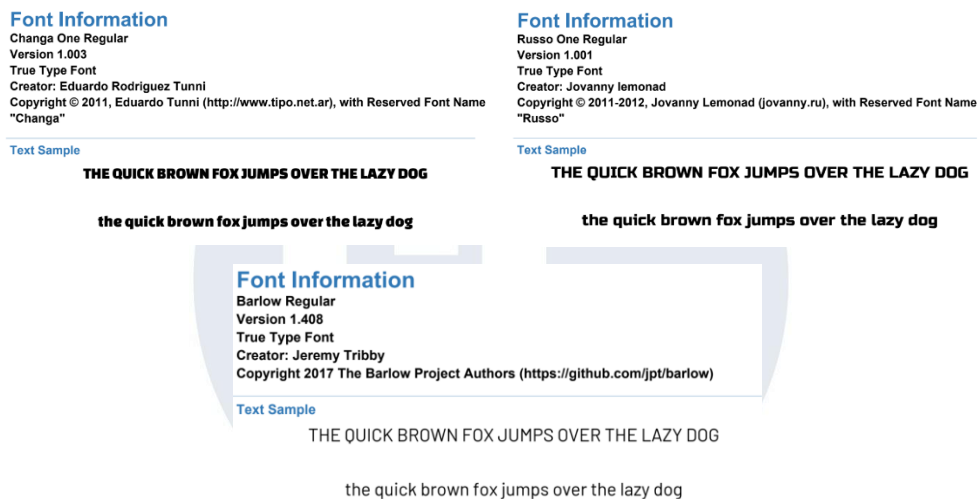 Font Information
Changa One Regular
Version 1.003
True Type Font
Creator: Eduardo Rodriguez Tunni
Copyright © 2011, Eduardo Tunni (http://www.tipo.net.ar), with Reserved Font Name
"Changa"
Text Sample
THE QUICK BROWN FOX JUMPS OVER THE LAZY DOG
the quick brown fox jumps over the lazy dog
Font Information
Russo One Regular
Version 1.001
True Type Font
Creator: Jovanny lemonad
Copyright © 2011-2012, Jovanny Lemonad (jovanny.ru), with Reserved Font Name
"Russo"
Text Sample
THE QUICK BROWN FOX JUMPS OVER THE LAZY DOG
the quick brown fox jumps over the lazy dog
Font Information
Barlow Regular
Version 1.408
True Type Font
Creator: Jeremy Tribby
Copyright 2017 The Barlow Project Authors (https://github.com/jpt/barlow)
Text Sample
THE QUICK BROWN FOX JUMPS OVER THE LAZY DOG
the quick brown fox jumps over the lazy dog